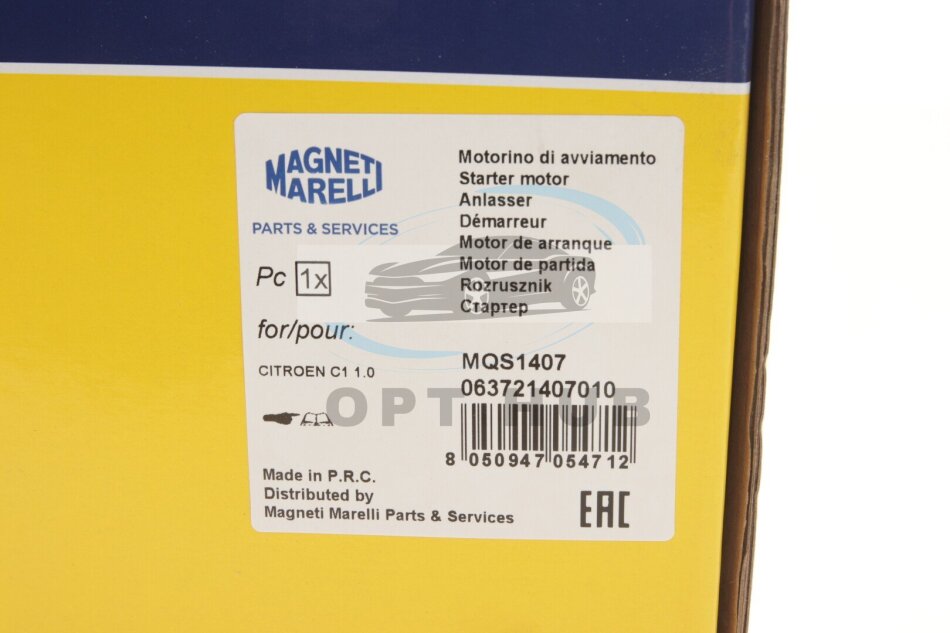 MAGNETI
MARELLI
PARTS & SERVICES
Pc 1x
for/pour:
CITROEN C1 1.0
Made in P.R.C.
Distributed by
Magneti Marelli Parts & Services
Motorino di avviamento
Starter motor
Anlasser
Démarreur
Motor de arranque
Motor de partida
Rozrusznik
Стартер
MQS1407
063721407010
8 050947 054712
EAC
OPT HUB